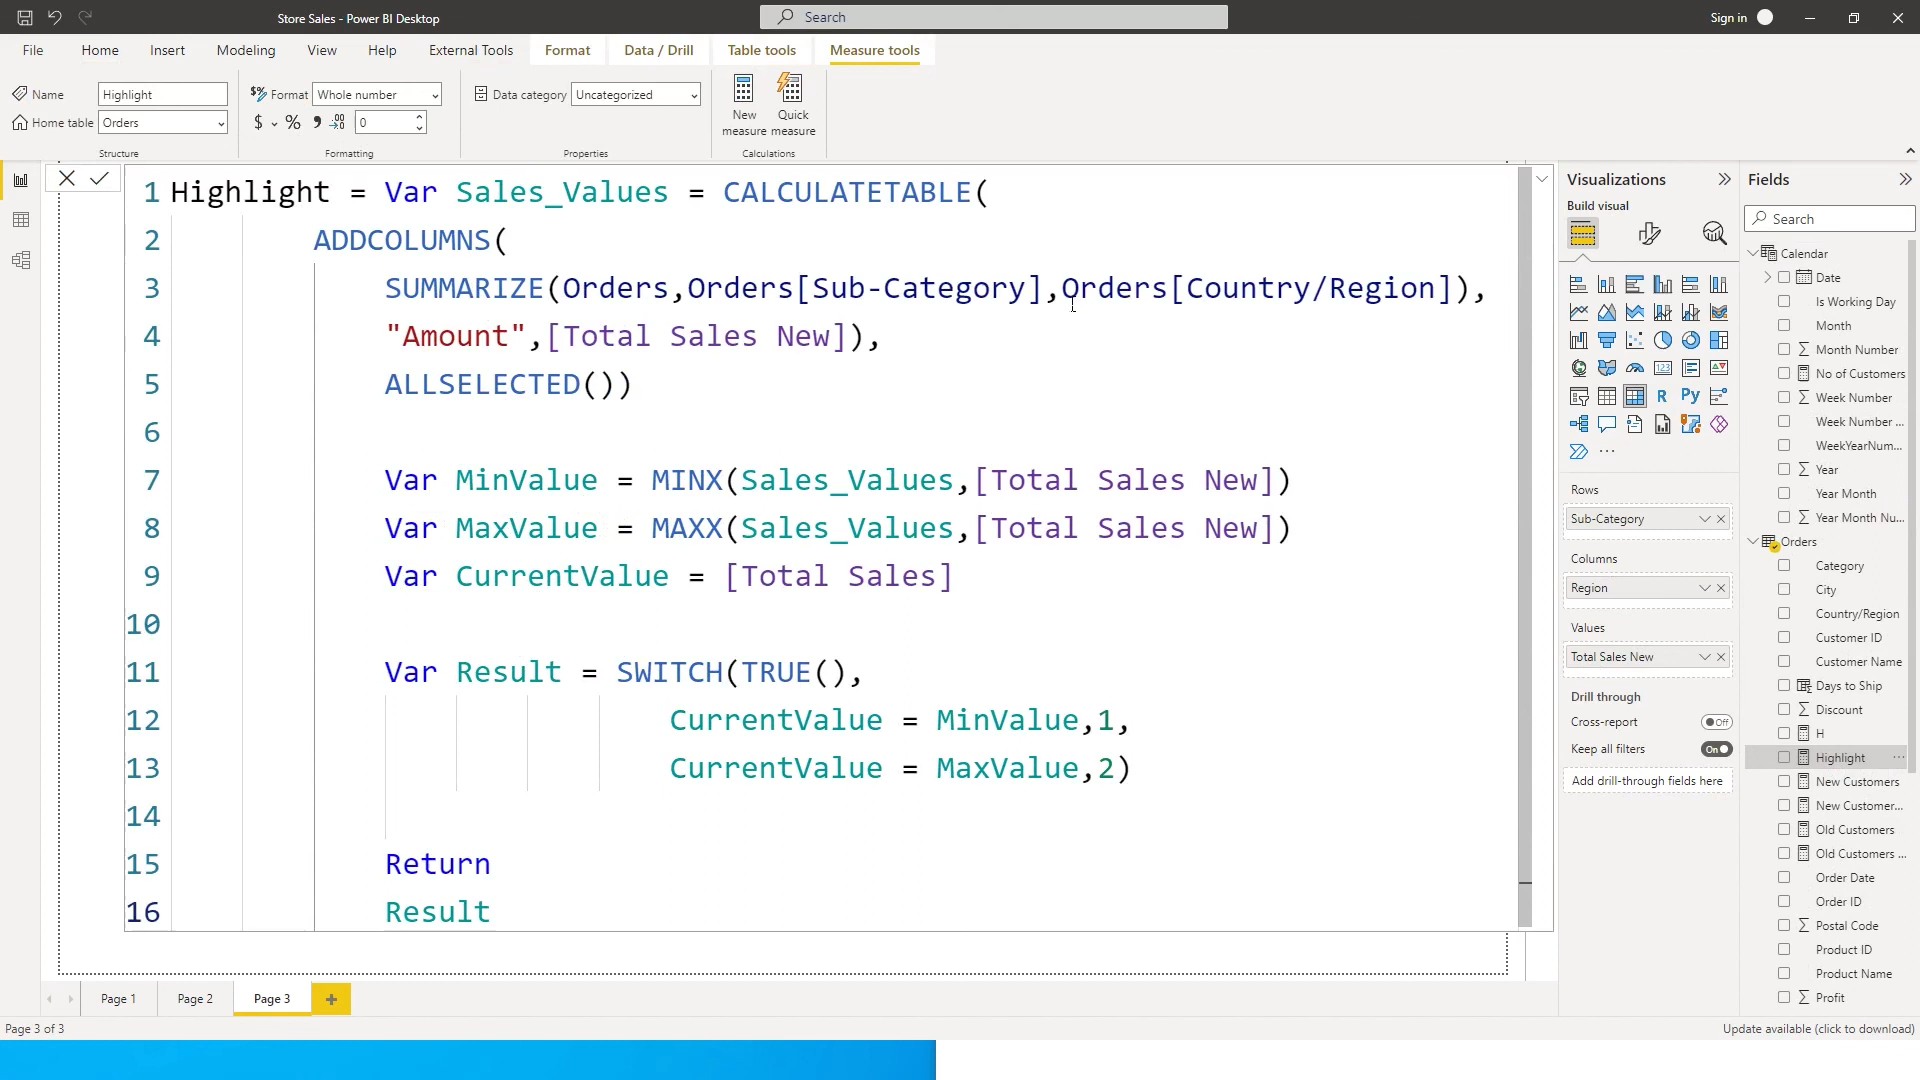 Store Sales - Power BI Desktop
Search
Sign in
File
Home
Insert
Modeling
View
Help
External Tools
Format
Data / Drill
Table tools
Measure tools
Name
Highlight
Home table
Orders
Structure
Format
Whole number
$
%
0
Formatting
Data category
Uncategorized
Properties
New measure
Quick measure
Calculations
1 Highlight = Var Sales_Values = CALCULATETABLE(
2 ADDCOLUMNS(
3 SUMMARIZE(Orders,Orders[Sub-Category],Orders[Country/Region]),
4 "Amount",[Total Sales New]),
5 ALLSELECTED())
6
7 Var MinValue = MINX(Sales_Values,[Total Sales New])
8 Var MaxValue = MAXX(Sales_Values,[Total Sales New])
9 Var CurrentValue = [Total Sales]
10
11 Var Result = SWITCH(TRUE(),
12 CurrentValue = MinValue,1,
13 CurrentValue = MaxValue,2)
14
15 Return
16 Result
Visualizations
Build visual
123
R
Py
Rows
Sub-Category
Columns
Region
Values
Total Sales New
Drill through
Cross-report
Off
Keep all filters
On
Add drill-through fields here
Fields
Search
Calendar
Date
Is Working Day
Month
Month Number
No of Customers
Week Number
Week Number ...
WeekYearNum...
Year
Year Month
Year Month Nu...
Orders
Category
City
Country/Region
Customer ID
Customer Name
Days to Ship
Discount
H
Highlight
New Customers
New Customer...
Old Customers
Old Customers ...
Order Date
Order ID
Postal Code
Product ID
Product Name
Profit
Page 1
Page 2
Page 3
Page 3 of 3
Update available (click to download)